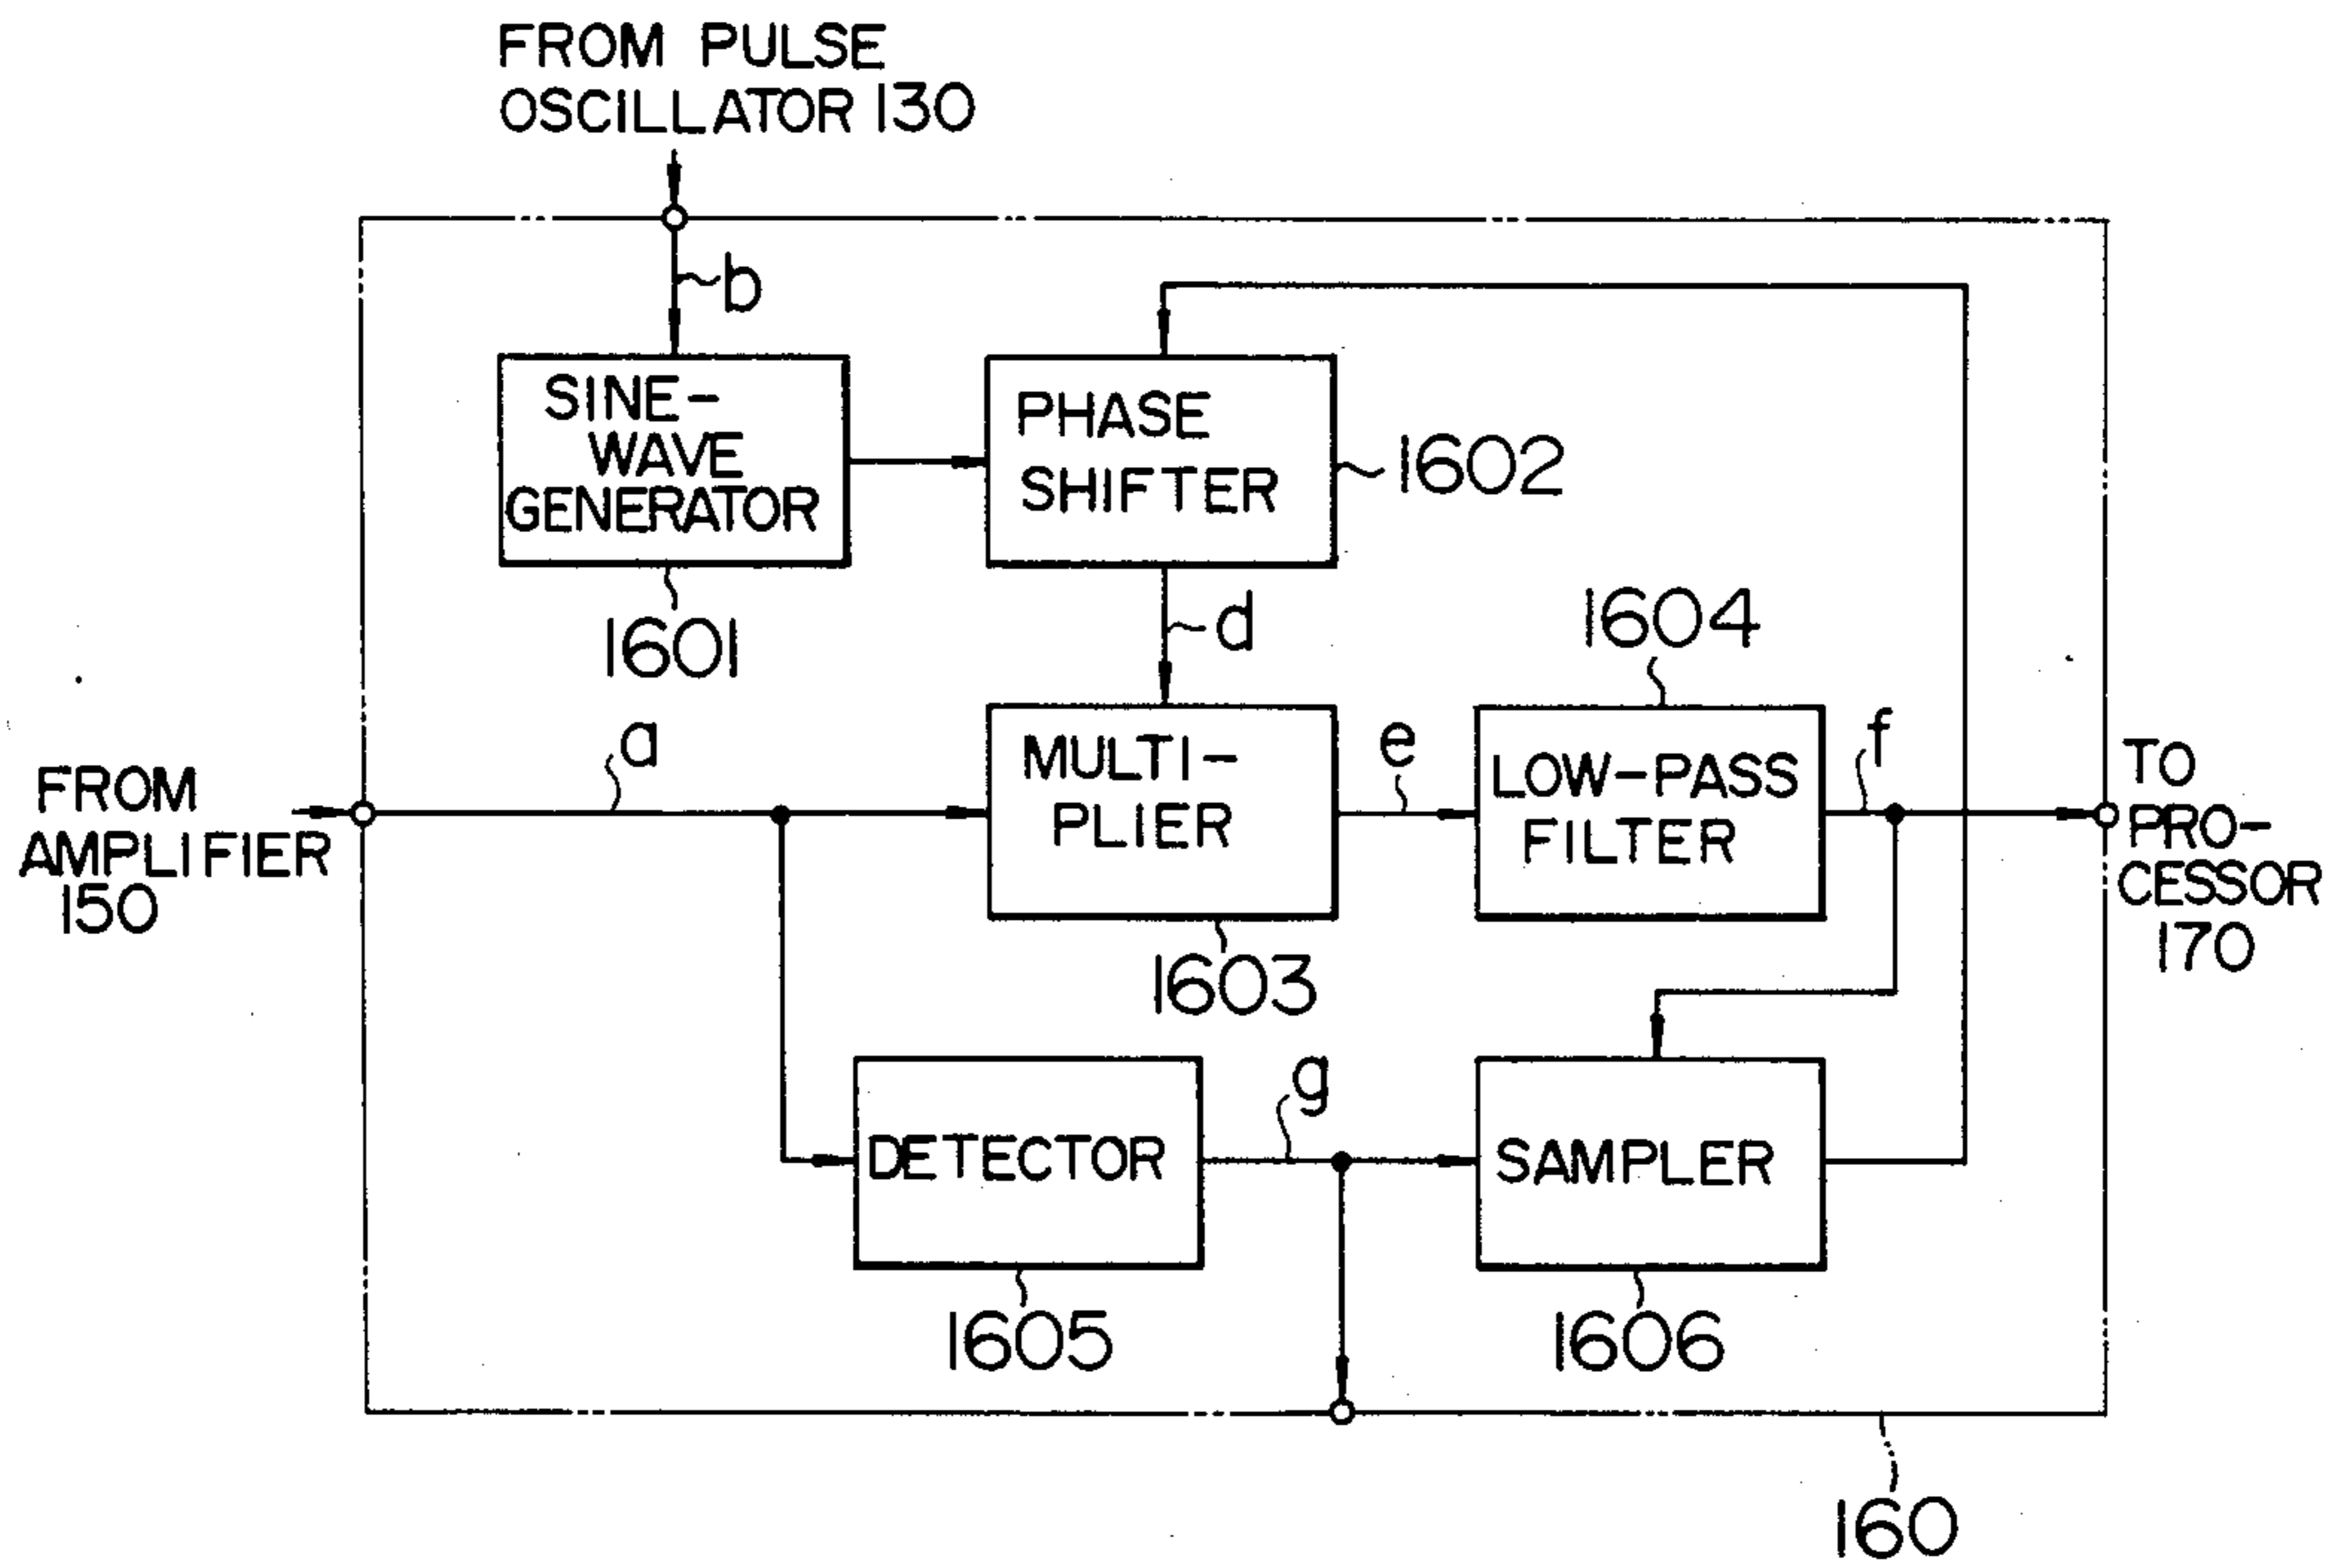 FROM PULSE
OSCILLATOR 130
b
SINE-
WAVE
GENERATOR
1601
PHASE
SHIFTER
1602
d
1604
a
FROM
AMPLIFIER
150
MULTI-
PLIER
1603
e
LOW-PASS
FILTER
f
TO
PRO-
CESSOR
170
DETECTOR
1605
g
SAMPLER
1606
160